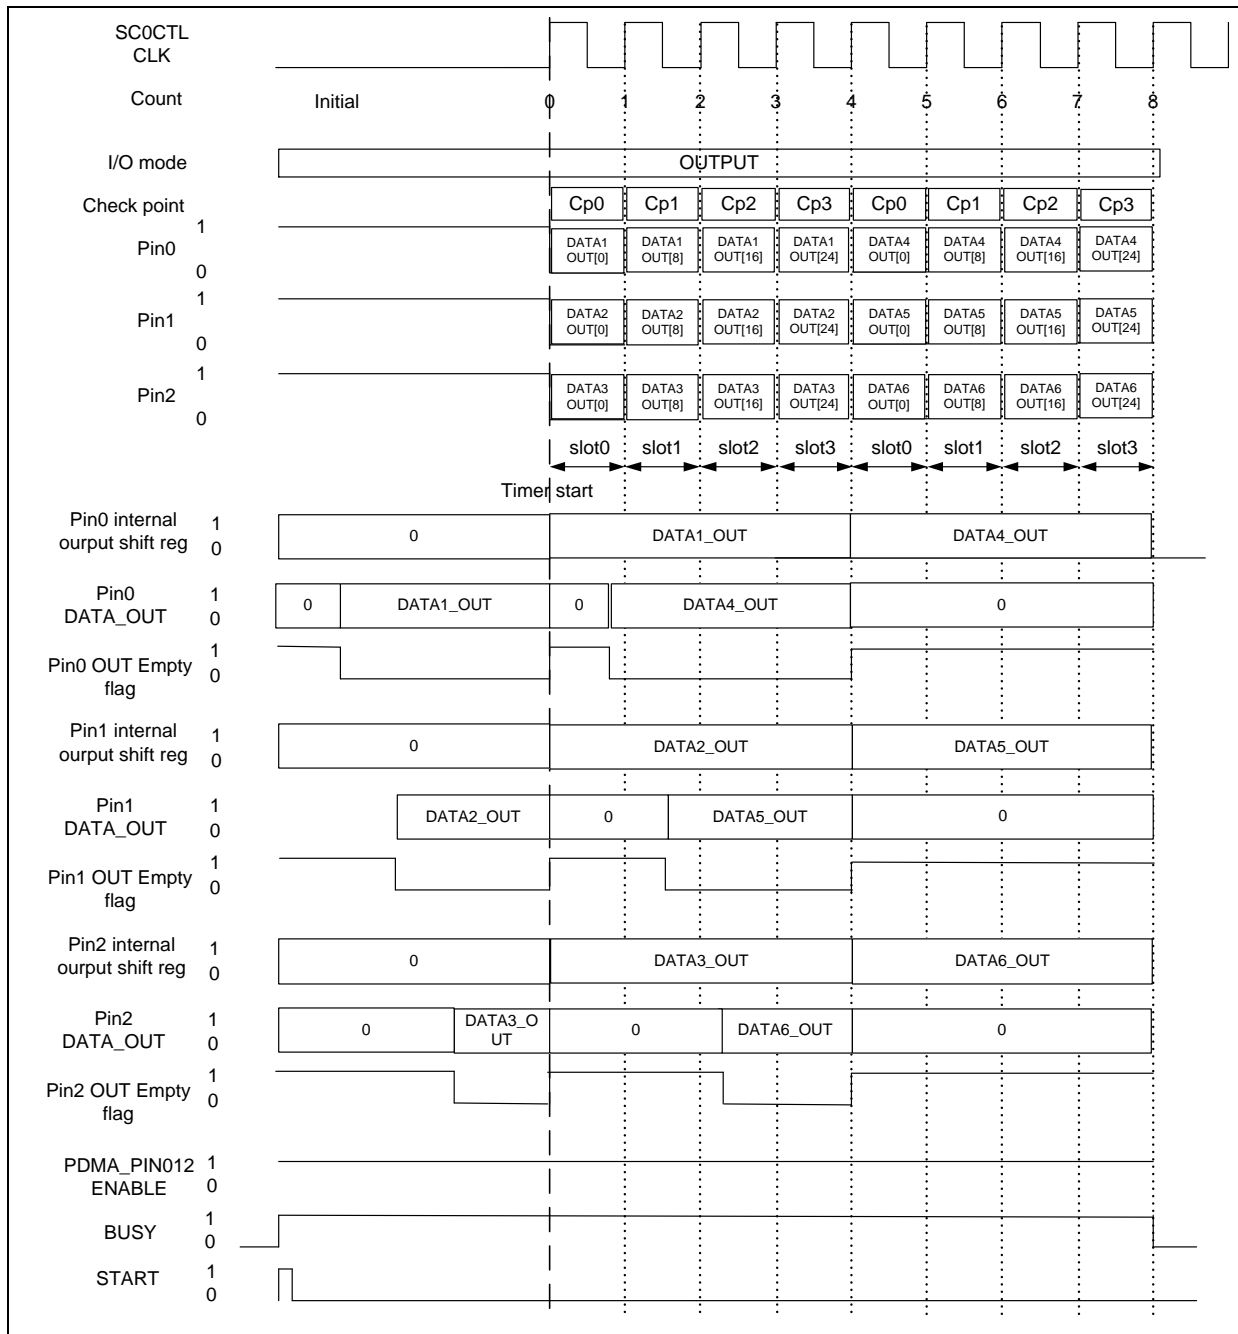 SC0CTL
CLK
Count Initial 0 1 2 3 4 5 6 7 8
I/O mode OUTPUT
Check point Cp0 Cp1 Cp2 Cp3 Cp0 Cp1 Cp2 Cp3
1
Pin0
0
DATA1 DATA1 DATA1 DATA1 DATA4 DATA4 DATA4 DATA4
OUT[0] OUT[8] OUT[16] OUT[24] OUT[0] OUT[8] OUT[16] OUT[24]
1
Pin1
0
DATA2 DATA2 DATA2 DATA2 DATA5 DATA5 DATA5 DATA5
OUT[0] OUT[8] OUT[16] OUT[24] OUT[0] OUT[8] OUT[16] OUT[24]
1
Pin2
0
DATA3 DATA3 DATA3 DATA3 DATA6 DATA6 DATA6 DATA6
OUT[0] OUT[8] OUT[16] OUT[24] OUT[0] OUT[8] OUT[16] OUT[24]
slot0 slot1 slot2 slot3 slot0 slot1 slot2 slot3
Timer start
Pin0 internal 1
ourput shift reg 0
0 DATA1_OUT DATA4_OUT
Pin0 1
DATA_OUT 0
0 DATA1_OUT 0 DATA4_OUT 0
1
Pin0 OUT Empty 0
flag
Pin1 internal 1
ourput shift reg 0
0 DATA2_OUT DATA5_OUT
Pin1 1
DATA_OUT 0
DATA2_OUT 0 DATA5_OUT 0
1
Pin1 OUT Empty 0
flag
Pin2 internal 1
ourput shift reg 0
0 DATA3_OUT DATA6_OUT
Pin2 1
DATA_OUT 0
0 DATA3_O
UT
0 DATA6_OUT 0
1
Pin2 OUT Empty 0
flag
PDMA_PIN012 1
ENABLE 0
1
BUSY
0
1
START
0